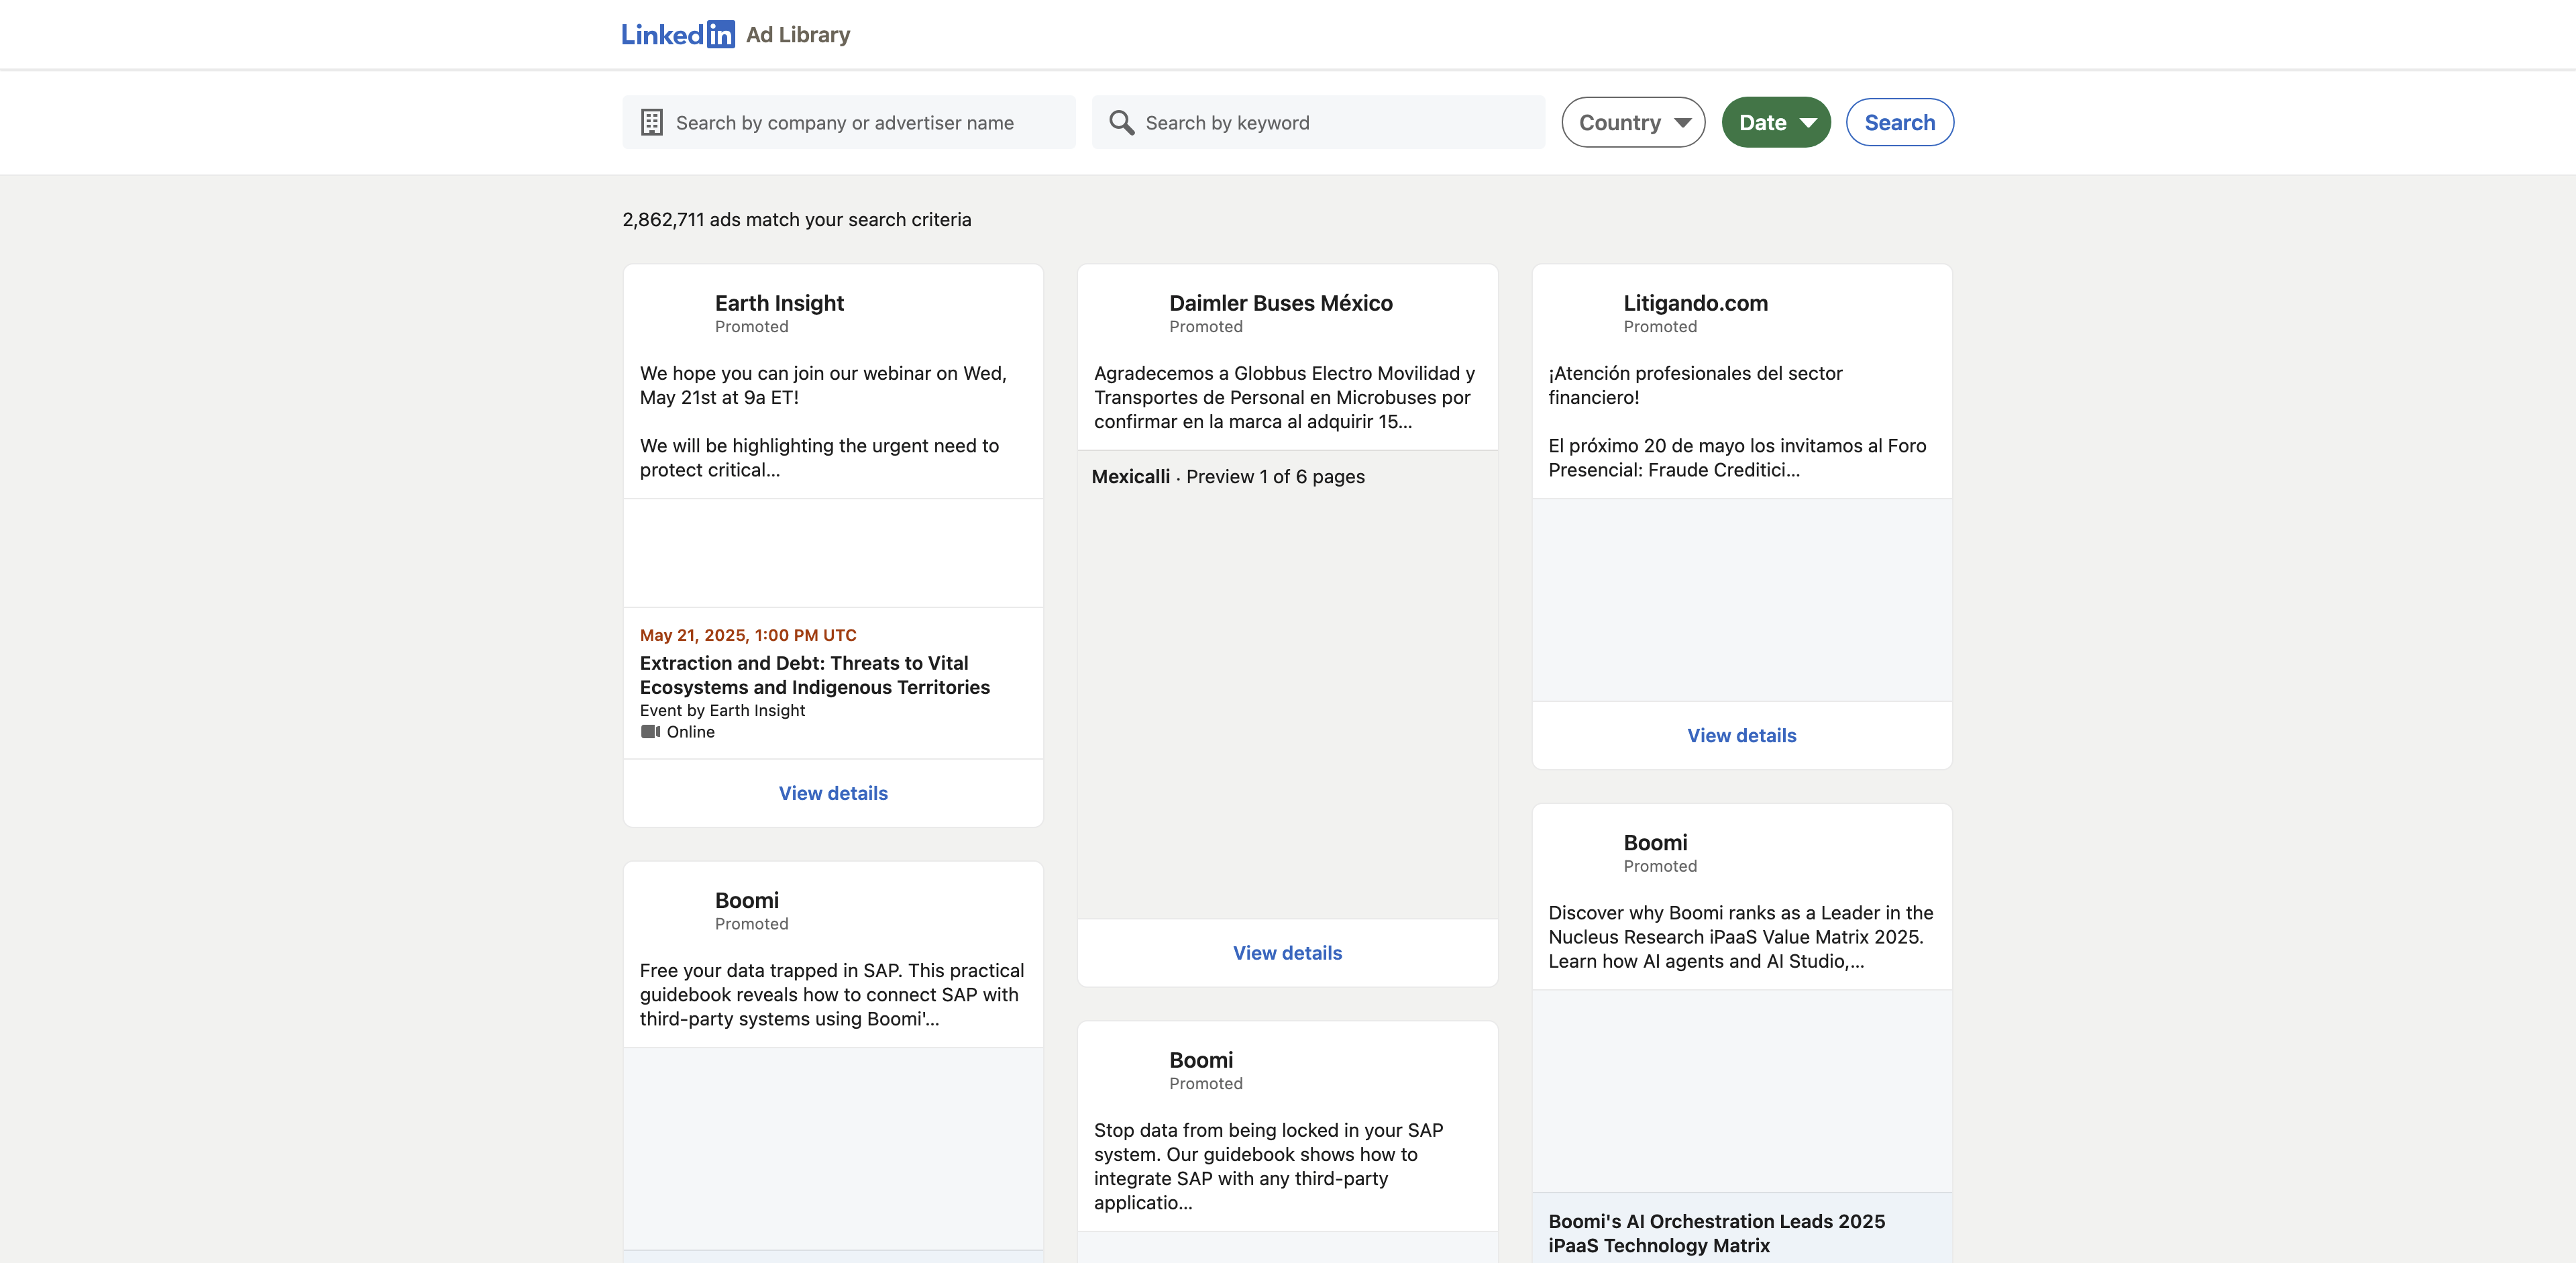 LinkedIn Ad Library
Search by company or advertiser name
Search by keyword
Country
Date
Search
2,862,711 ads match your search criteria
Earth Insight
Promoted
We hope you can join our webinar on Wed,
May 21st at 9a ET!
We will be highlighting the urgent need to
protect critical...
May 21, 2025, 1:00 PM UTC
Extraction and Debt: Threats to Vital
Ecosystems and Indigenous Territories
Event by Earth Insight
Online
View details
Boomi
Promoted
Free your data trapped in SAP. This practical
guidebook reveals how to connect SAP with
third-party systems using Boomi'...
Daimler Buses México
Promoted
Agradecemos a Globbus Electro Movilidad y
Transportes de Personal en Microbuses por
confirmar en la marca al adquirir 15...
Mexicalli · Preview 1 of 6 pages
View details
Boomi
Promoted
Stop data from being locked in your SAP
system. Our guidebook shows how to
integrate SAP with any third-party
applicatio...
Litigando.com
Promoted
¡Atención profesionales del sector
financiero!
El próximo 20 de mayo los invitamos al Foro
Presencial: Fraude Creditici...
View details
Boomi
Promoted
Discover why Boomi ranks as a Leader in the
Nucleus Research iPaaS Value Matrix 2025.
Learn how AI agents and AI Studio,...
Boomi's AI Orchestration Leads 2025
iPaaS Technology Matrix